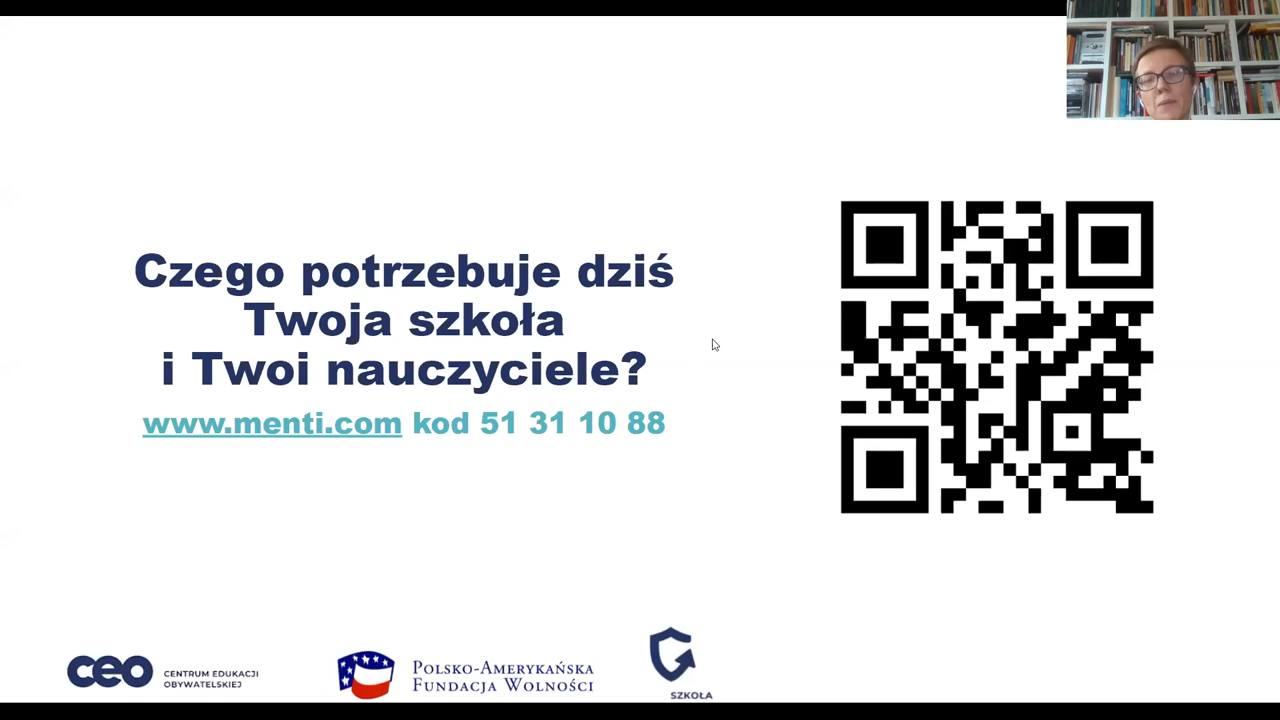 Czego potrzebuje dziś
Twoja szkoła
i Twoi nauczyciele?
www.menti.com kod 51 31 10 88
ceo CENTRUM EDUKACJI
OBYWATELSKIEJ
POLSKO-AMERYKAŃSKA
FUNDACJA WOLNOŚCI
SZKOŁA